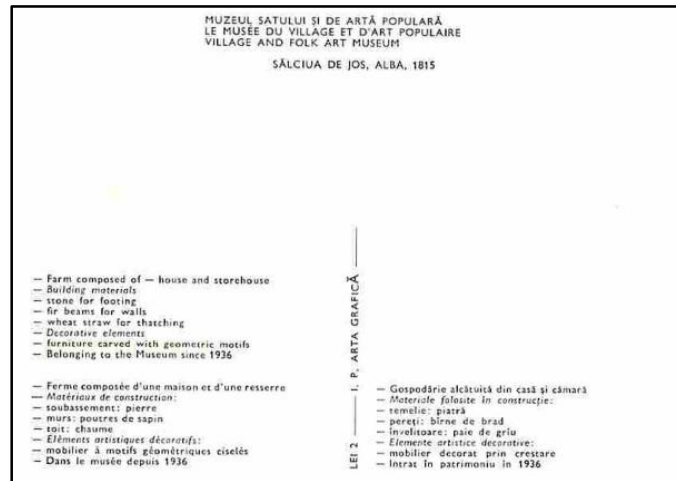 MUZEUL SATULUI ȘI DE ARTĂ POPULARĂ
LE MUSÉE DU VILLAGE ET D'ART POPULAIRE
VILLAGE AND FOLK ART MUSEUM
SĂLCIUA DE JOS, ALBA, 1815
— Farm composed of — house and storehouse
— Building materials
— stone for footing
— fir beams for walls
— wheat straw for thatching
— Decorative elements
— furniture carved with geometric motifs
— Belonging to the Museum since 1936
— Ferme composée d'une maison et d'une resserre
— Matériaux de construction:
— soubassement: pierre
— murs: poutres de sapin
— toit: chaume
— Eléments artistiques décoratifs:
— mobilier à motifs géométriques ciselés
— Dans le musée depuis 1936
LEI 2 — I. P. ARTA GRAFICĂ —
— Gospodărie alcătuită din casă și cămară
— Materiale folosite în construcție:
— temelie: piatră
— pereți: bîrne de brad
— învelitoare: paie de grîu
— Elemente artistice decorative:
— mobilier decorat prin crestare
— Intrat în patrimoniu în 1936